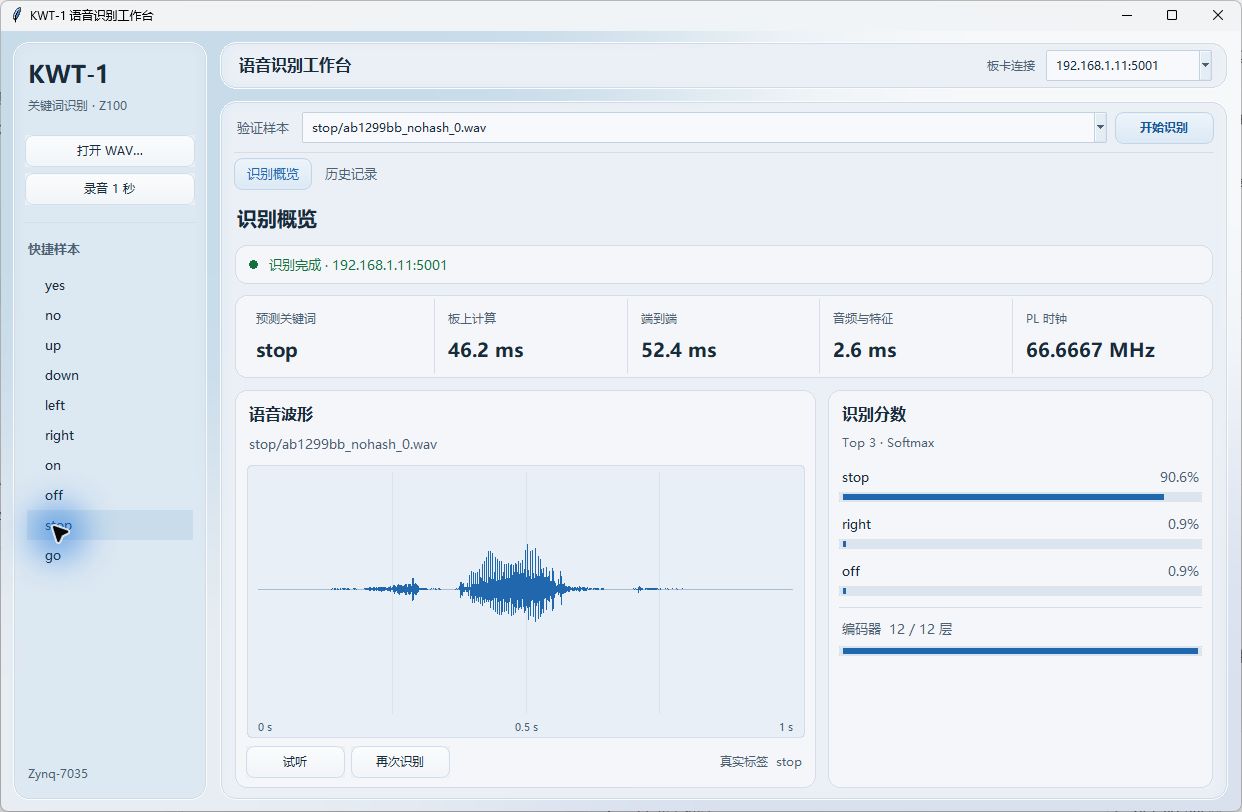 KWT-1 语音识别工作台
KWT-1
关键词识别 · Z100
打开 WAV...
录音 1 秒
快捷样本
yes
no
up
down
left
right
on
off
stop
go
Zynq-7035
语音识别工作台
板卡连接 192.168.1.11:5001
验证样本 stop/ab1299bb_nohash_0.wav 开始识别
识别概览 历史记录
识别概览
识别完成 · 192.168.1.11:5001
预测关键词 板上计算 端到端 音频与特征 PL 时钟
stop 46.2 ms 52.4 ms 2.6 ms 66.6667 MHz
语音波形
stop/ab1299bb_nohash_0.wav
0 s 0.5 s 1 s
试听 再次识别 真实标签 stop
识别分数
Top 3 · Softmax
stop 90.6%
right 0.9%
off 0.9%
编码器 12 / 12 层